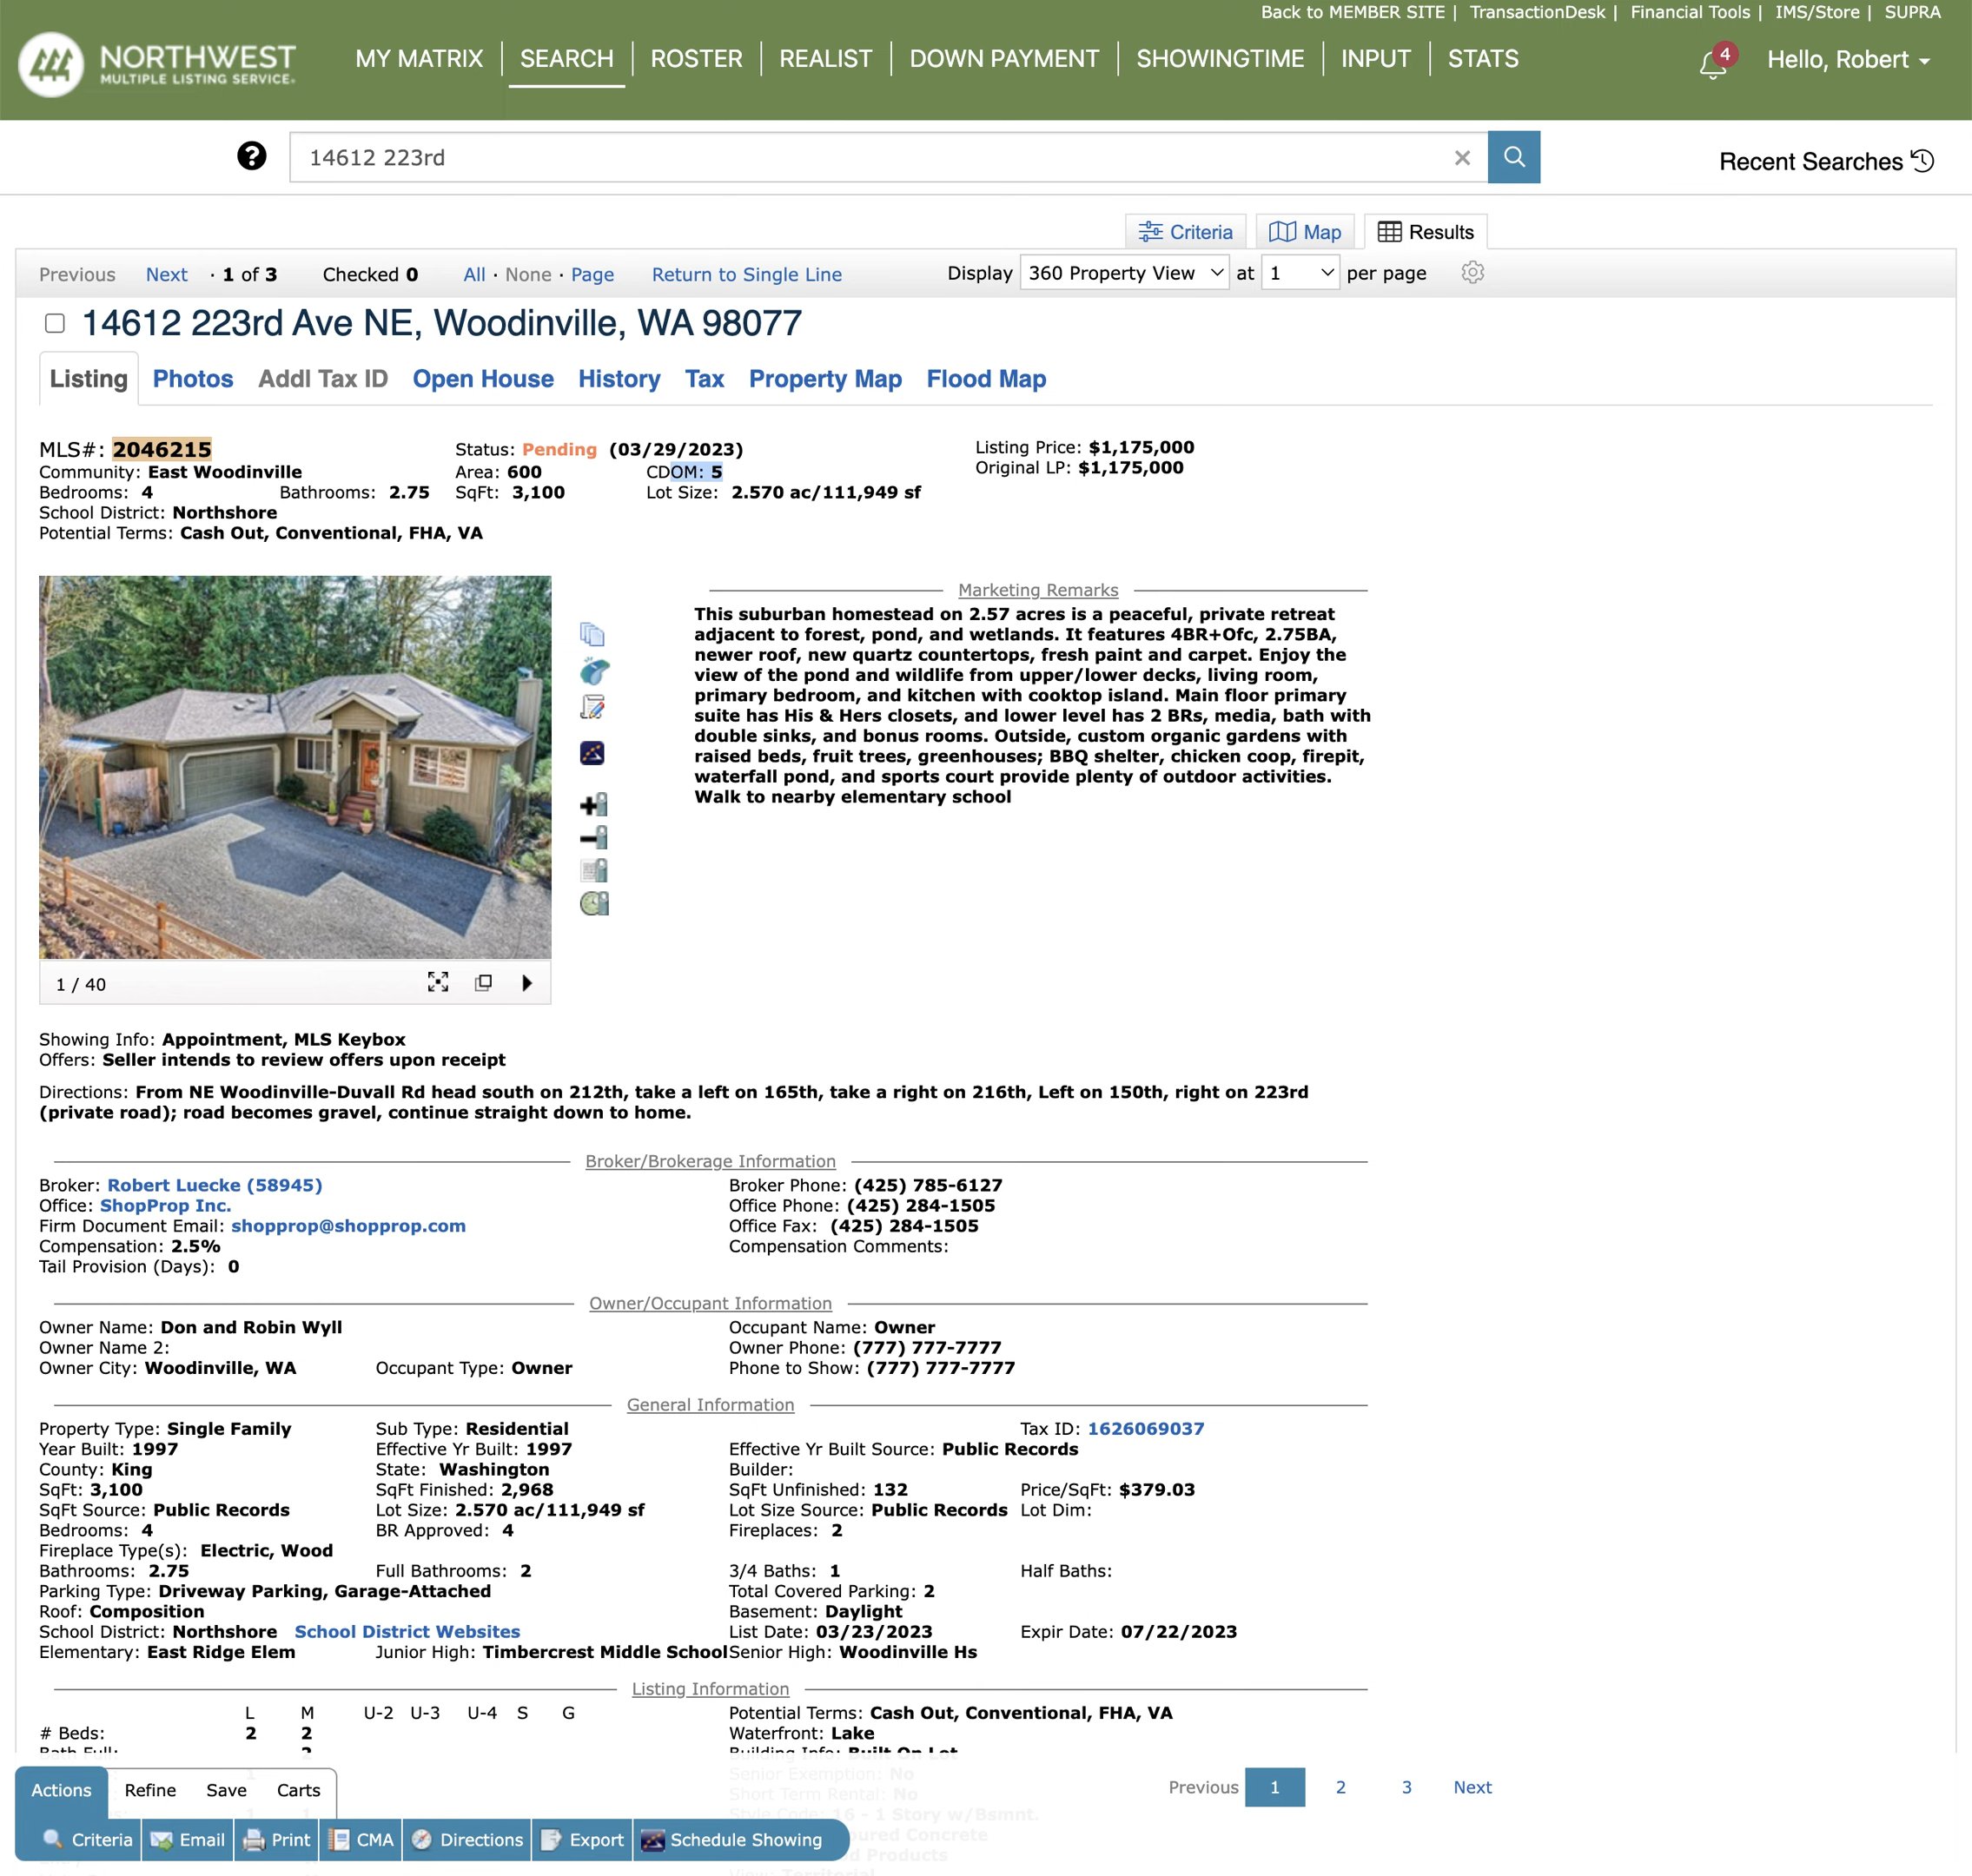 Back to MEMBER SITE | TransactionDesk | Financial Tools | IMS/Store | SUPRA
NORTHWEST
MULTIPLE LISTING SERVICE®
MY MATRIX SEARCH ROSTER REALIST DOWN PAYMENT SHOWINGTIME INPUT STATS
4
Hello, Robert
14612 223rd
Recent Searches
Criteria Map Results
Previous Next · 1 of 3 Checked 0 All · None · Page Return to Single Line Display 360 Property View at 1 per page
14612 223rd Ave NE, Woodinville, WA 98077
Listing Photos Addl Tax ID Open House History Tax Property Map Flood Map
MLS#: 2046215 Status: Pending (03/29/2023) Listing Price: $1,175,000
Community: East Woodinville Area: 600 CDOM: 5 Original LP: $1,175,000
Bedrooms: 4 Bathrooms: 2.75 SqFt: 3,100 Lot Size: 2.570 ac/111,949 sf
School District: Northshore
Potential Terms: Cash Out, Conventional, FHA, VA
Marketing Remarks
This suburban homestead on 2.57 acres is a peaceful, private retreat
adjacent to forest, pond, and wetlands. It features 4BR+Ofc, 2.75BA,
newer roof, new quartz countertops, fresh paint and carpet. Enjoy the
view of the pond and wildlife from upper/lower decks, living room,
primary bedroom, and kitchen with cooktop island. Main floor primary
suite has His & Hers closets, and lower level has 2 BRs, media, bath with
double sinks, and bonus rooms. Outside, custom organic gardens with
raised beds, fruit trees, greenhouses; BBQ shelter, chicken coop, firepit,
waterfall pond, and sports court provide plenty of outdoor activities.
Walk to nearby elementary school
1 / 40
Showing Info: Appointment, MLS Keybox
Offers: Seller intends to review offers upon receipt
Directions: From NE Woodinville-Duvall Rd head south on 212th, take a left on 165th, take a right on 216th, Left on 150th, right on 223rd
(private road); road becomes gravel, continue straight down to home.
Broker/Brokerage Information
Broker: Robert Luecke (58945) Broker Phone: (425) 785-6127
Office: ShopProp Inc. Office Phone: (425) 284-1505
Firm Document Email: shopprop@shopprop.com Office Fax: (425) 284-1505
Compensation: 2.5% Compensation Comments:
Tail Provision (Days): 0
Owner/Occupant Information
Owner Name: Don and Robin Wyll Occupant Name: Owner
Owner Name 2: Owner Phone: (777) 777-7777
Owner City: Woodinville, WA Occupant Type: Owner Phone to Show: (777) 777-7777
General Information
Property Type: Single Family Sub Type: Residential Tax ID: 1626069037
Year Built: 1997 Effective Yr Built: 1997 Effective Yr Built Source: Public Records
County: King State: Washington Builder:
SqFt: 3,100 SqFt Finished: 2,968 SqFt Unfinished: 132 Price/SqFt: $379.03
SqFt Source: Public Records Lot Size: 2.570 ac/111,949 sf Lot Size Source: Public Records Lot Dim:
Bedrooms: 4 BR Approved: 4 Fireplaces: 2
Fireplace Type(s): Electric, Wood
Bathrooms: 2.75 Full Bathrooms: 2 3/4 Baths: 1 Half Baths:
Parking Type: Driveway Parking, Garage-Attached Total Covered Parking: 2
Roof: Composition Basement: Daylight
School District: Northshore School District Websites List Date: 03/23/2023 Expir Date: 07/22/2023
Elementary: East Ridge Elem Junior High: Timbercrest Middle School Senior High: Woodinville Hs
Listing Information
L M U-2 U-3 U-4 S G Potential Terms: Cash Out, Conventional, FHA, VA
# Beds: 2 2 Waterfront: Lake
Bath Full: 2 Building Info: Built On Lot
Senior Exemption: No
Short Term Rental: No
Style Code: 16 - 1 Story w/Bsmnt.
Actions Refine Save Carts Previous 1 2 3 Next
Criteria Email Print CMA Directions Export Schedule Showing